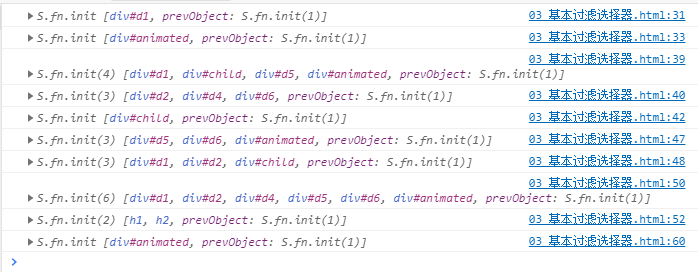 S.fn.init [div#d1, prevObject: S.fn.init(1)] 03 基本过滤选择器.html:31
S.fn.init [div#animated, prevObject: S.fn.init(1)] 03 基本过滤选择器.html:33
03 基本过滤选择器.html:39
S.fn.init(4) [div#d1, div#child, div#d5, div#animated, prevObject: S.fn.init(1)]
S.fn.init(3) [div#d2, div#d4, div#d6, prevObject: S.fn.init(1)] 03 基本过滤选择器.html:40
S.fn.init [div#child, prevObject: S.fn.init(1)] 03 基本过滤选择器.html:42
S.fn.init(3) [div#d5, div#d6, div#animated, prevObject: S.fn.init(1)] 03 基本过滤选择器.html:47
S.fn.init(3) [div#d1, div#d2, div#child, prevObject: S.fn.init(1)] 03 基本过滤选择器.html:48
03 基本过滤选择器.html:50
S.fn.init(6) [div#d1, div#d2, div#d4, div#d5, div#d6, div#animated, prevObject: S.fn.init(1)]
S.fn.init(2) [h1, h2, prevObject: S.fn.init(1)] 03 基本过滤选择器.html:52
S.fn.init [div#animated, prevObject: S.fn.init(1)] 03 基本过滤选择器.html:60